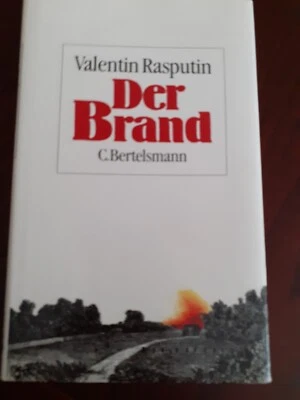 Valentin Rasputin
Der
Brand
C.Bertelsmann